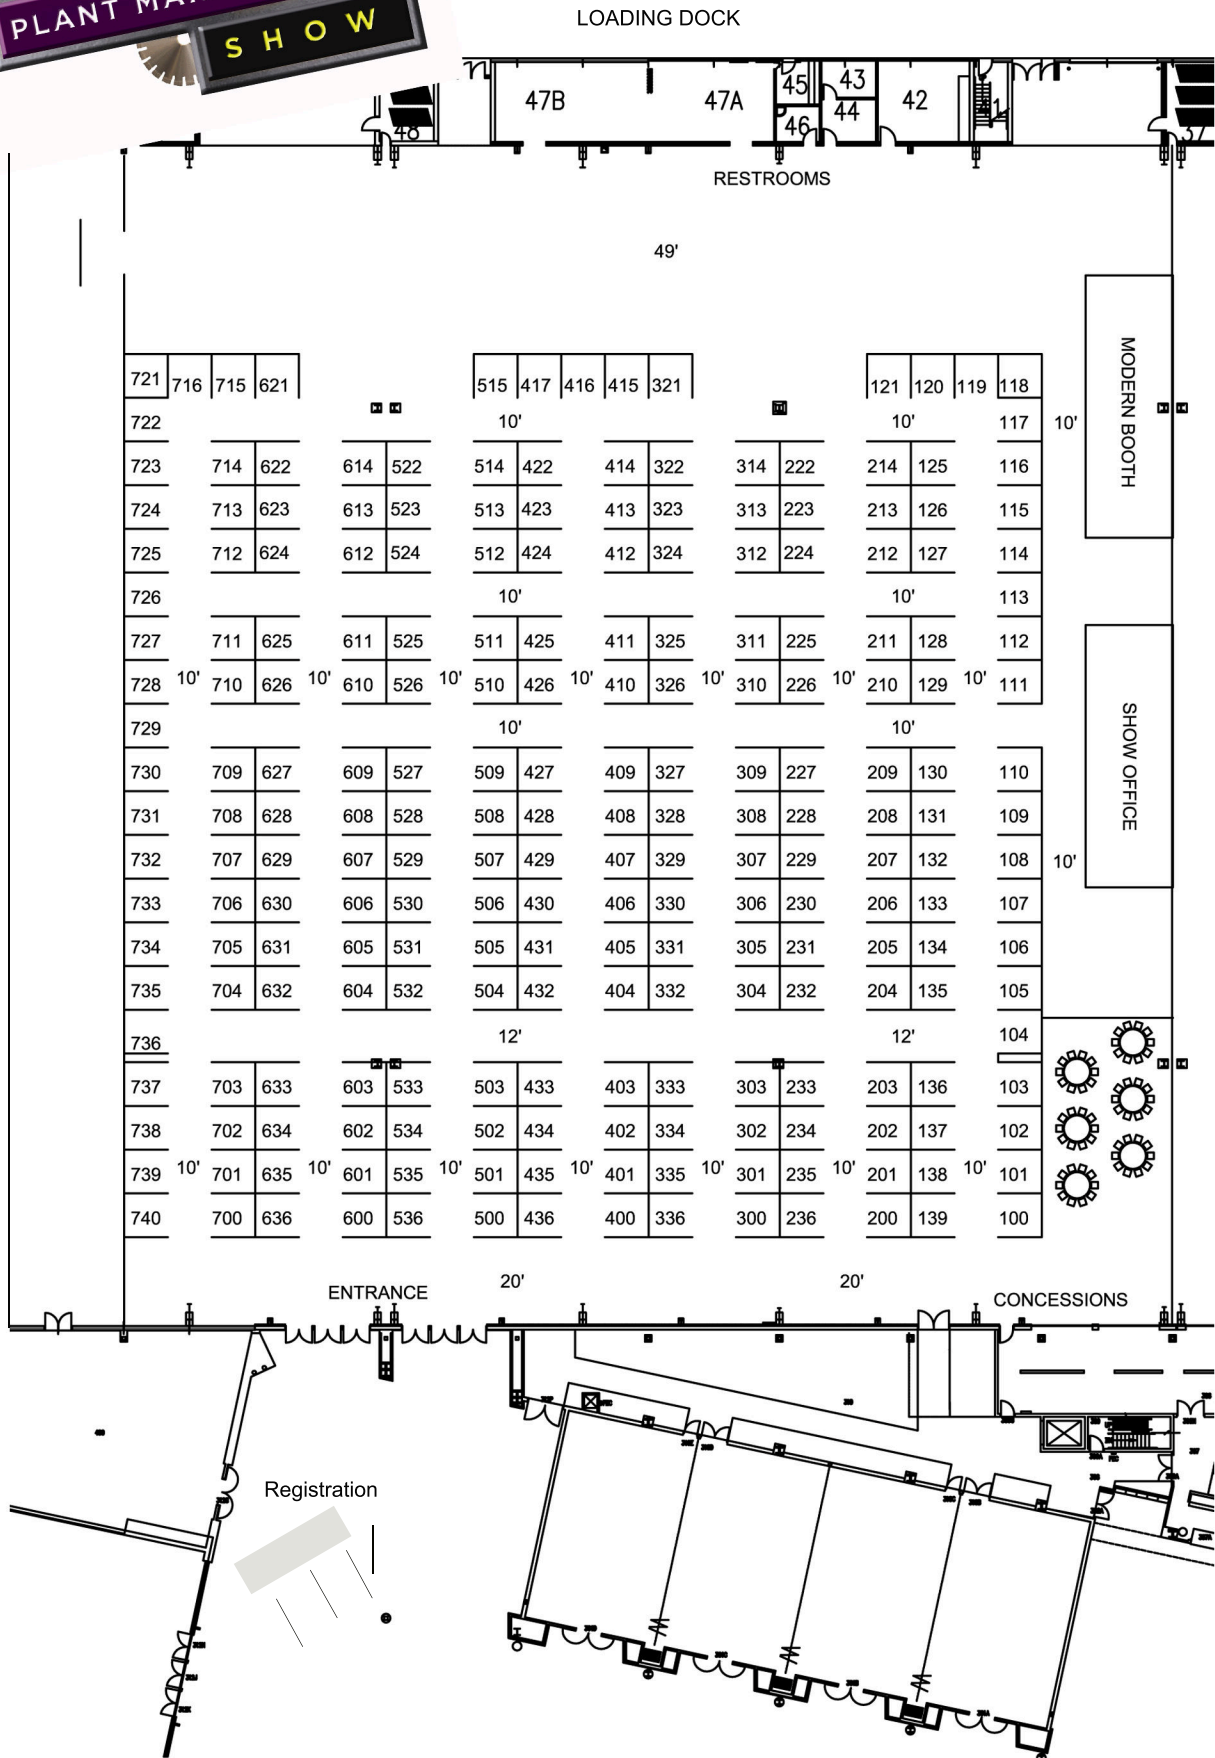 LOADING DOCK
PLANT
SHOW
47B 47A 45 43 42
46 44
48 37
RESTROOMS
49'
721 716 715 621 515 417 416 415 321 121 120 119 118
722 10' 10' 117 10'
MODERN BOOTH
723 714 622 614 522 514 422 414 322 314 222 214 125 116
724 713 623 613 523 513 423 413 323 313 223 213 126 115
725 712 624 612 524 512 424 412 324 312 224 212 127 114
726 10' 10' 113
727 711 625 611 525 511 425 411 325 311 225 211 128 112
728 10' 710 626 10' 610 526 10' 510 426 10' 410 326 10' 310 226 10' 210 129 10' 111
729 10' 10'
SHOW OFFICE
730 709 627 609 527 509 427 409 327 309 227 209 130 110
731 708 628 608 528 508 428 408 328 308 228 208 131 109
732 707 629 607 529 507 429 407 329 307 229 207 132 108 10'
733 706 630 606 530 506 430 406 330 306 230 206 133 107
734 705 631 605 531 505 431 405 331 305 231 205 134 106
735 704 632 604 532 504 432 404 332 304 232 204 135 105
736 12' 12' 104
737 703 633 603 533 503 433 403 333 303 233 203 136 103
738 702 634 602 534 502 434 402 334 302 234 202 137 102
739 10' 701 635 10' 601 535 10' 501 435 10' 401 335 10' 301 235 10' 201 138 10' 101
740 700 636 600 536 500 436 400 336 300 236 200 139 100
ENTRANCE 20' 20' CONCESSIONS
Registration